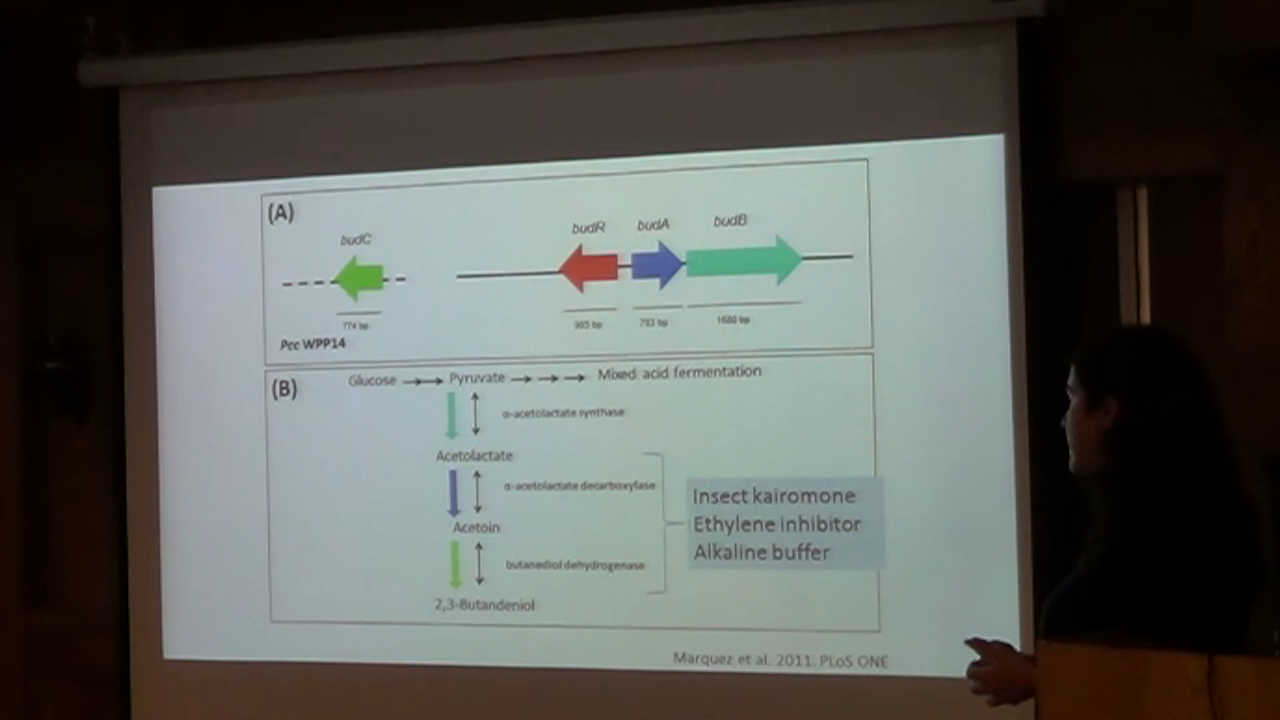 (A)
budC
budR
budA
budB
774 bp
903 bp
783 bp
1680 bp
Pcc WPP14
(B)
Glucose
Pyruvate
Mixed acid fermentation
α-acetolactate synthase
Acetolactate
α-acetolactate decarboxylase
Acetoin
butanediol dehydrogenase
2,3-Butandeniol
Insect kairomone
Ethylene inhibitor
Alkaline buffer
Marquez et al. 2011. PLoS ONE